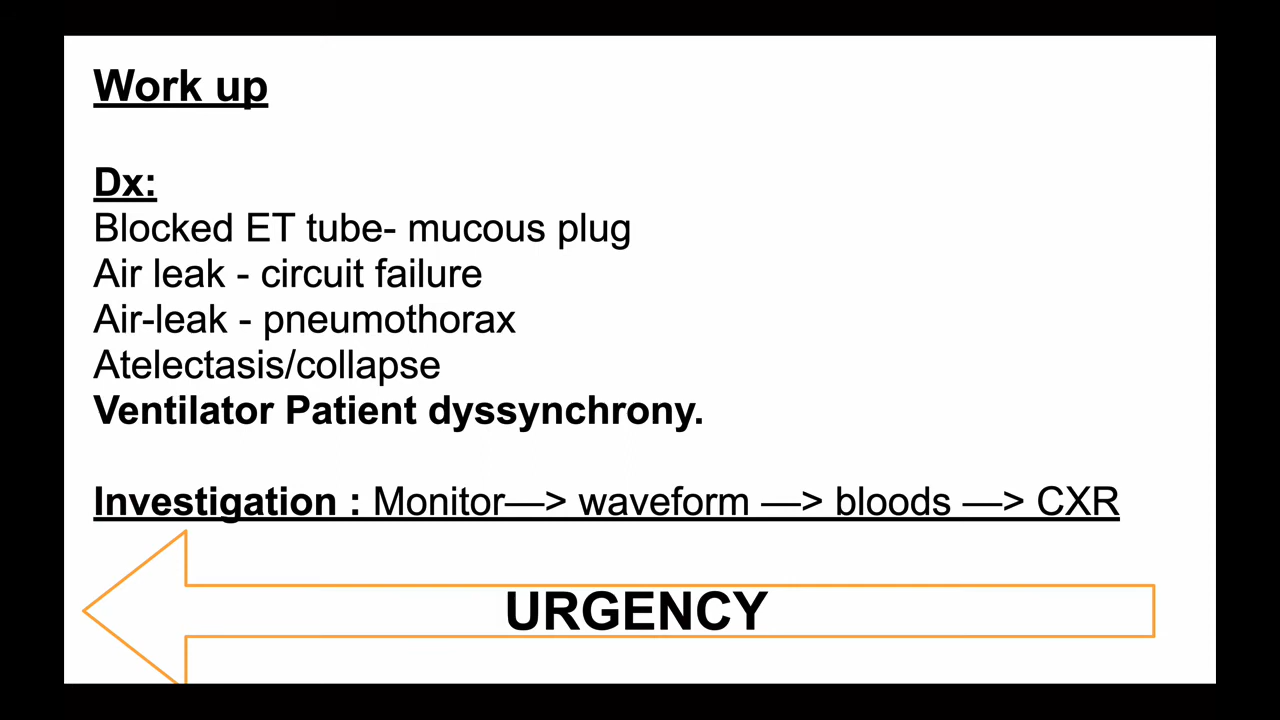 Work up
Dx:
Blocked ET tube- mucous plug
Air leak - circuit failure
Air-leak - pneumothorax
Atelectasis/collapse
Ventilator Patient dyssynchrony.
Investigation : Monitor—> waveform —> bloods —> CXR
URGENCY